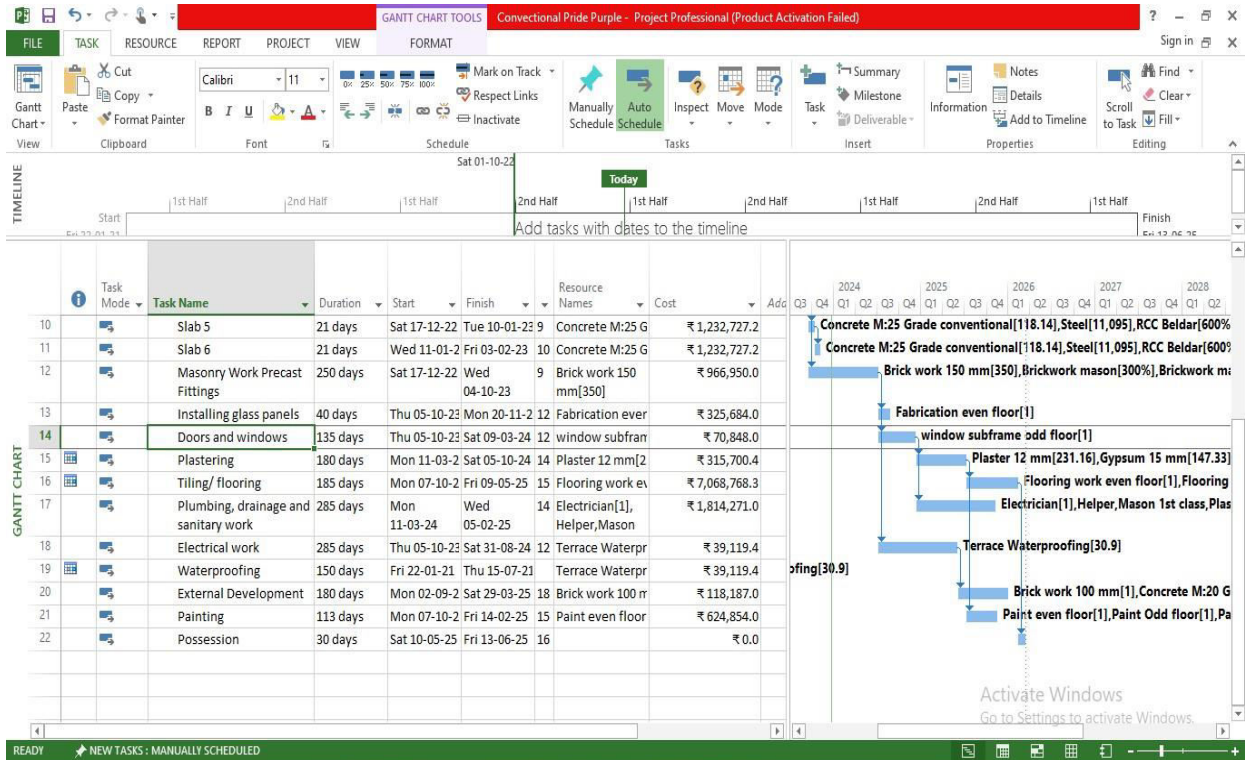 GANTT CHART TOOLS Convectional Pride Purple - Project Professional (Product Activation Failed) ?
FILE TASK RESOURCE REPORT PROJECT VIEW FORMAT Sign in
Gantt Chart
View
Paste
Cut
Copy
Format Painter
Clipboard
Calibri 11
B I U A
Font
0% 25% 50% 75% 100%
Mark on Track
Respect Links
Inactivate
Schedule
Manually Schedule
Auto Schedule
Inspect Move Mode
Tasks
Task
Summary
Milestone
Deliverable
Insert
Information
Notes
Details
Add to Timeline
Properties
Scroll to Task
Find
Clear
Fill
Editing
TIMELINE
Sat 01-10-22
Today
1st Half 2nd Half 1st Half 2nd Half 1st Half 2nd Half 1st Half 2nd Half 1st Half
Start
Fri 22-01-21
Add tasks with dates to the timeline
Finish
Fri 13-06-25
GANTT CHART
Task Mode Task Name Duration Start Finish Resource Names Cost Add
2024 2025 2026 2027 2028
Q3 Q4 Q1 Q2 Q3 Q4 Q1 Q2 Q3 Q4 Q1 Q2 Q3 Q4 Q1 Q2 Q3 Q4 Q1 Q2
10 Slab 5 21 days Sat 17-12-22 Tue 10-01-23 9 Concrete M:25 G ₹ 1,232,727.2 Concrete M:25 Grade conventional[118.14],Steel[11,095],RCC Beldar[600%
11 Slab 6 21 days Wed 11-01-2 Fri 03-02-23 10 Concrete M:25 G ₹ 1,232,727.2 Concrete M:25 Grade conventional[118.14],Steel[11,095],RCC Beldar[600%
12 Masonry Work Precast Fittings 250 days Sat 17-12-22 Wed 04-10-23 9 Brick work 150 mm[350] ₹ 966,950.0 Brick work 150 mm[350],Brickwork mason[300%],Brickwork ma
13 Installing glass panels 40 days Thu 05-10-23 Mon 20-11-2 12 Fabrication ever ₹ 325,684.0 Fabrication even floor[1]
14 Doors and windows 135 days Thu 05-10-23 Sat 09-03-24 12 window subfram ₹ 70,848.0 window subframe odd floor[1]
15 Plastering 180 days Mon 11-03-2 Sat 05-10-24 14 Plaster 12 mm[2 ₹ 315,700.4 Plaster 12 mm[231.16],Gypsum 15 mm[147.33]
16 Tiling/ flooring 185 days Mon 07-10-2 Fri 09-05-25 15 Flooring work ev ₹ 7,068,768.3 Flooring work even floor[1],Flooring
17 Plumbing, drainage and sanitary work 285 days Mon 11-03-24 Wed 05-02-25 14 Electrician[1], Helper,Mason ₹ 1,814,271.0 Electrician[1],Helper,Mason 1st class,Plas
18 Electrical work 285 days Thu 05-10-23 Sat 31-08-24 12 Terrace Waterpr ₹ 39,119.4 Terrace Waterproofing[30.9]
19 Waterproofing 150 days Fri 22-01-21 Thu 15-07-21 Terrace Waterpr ₹ 39,119.4 ofing[30.9]
20 External Development 180 days Mon 02-09-2 Sat 29-03-25 18 Brick work 100 m ₹ 118,187.0 Brick work 100 mm[1],Concrete M:20 G
21 Painting 113 days Mon 07-10-2 Fri 14-02-25 15 Paint even floor ₹ 624,854.0 Paint even floor[1],Paint Odd floor[1],Pa
22 Possession 30 days Sat 10-05-25 Fri 13-06-25 16 ₹ 0.0
Activate Windows
Go to Settings to activate Windows.
READY NEW TASKS : MANUALLY SCHEDULED